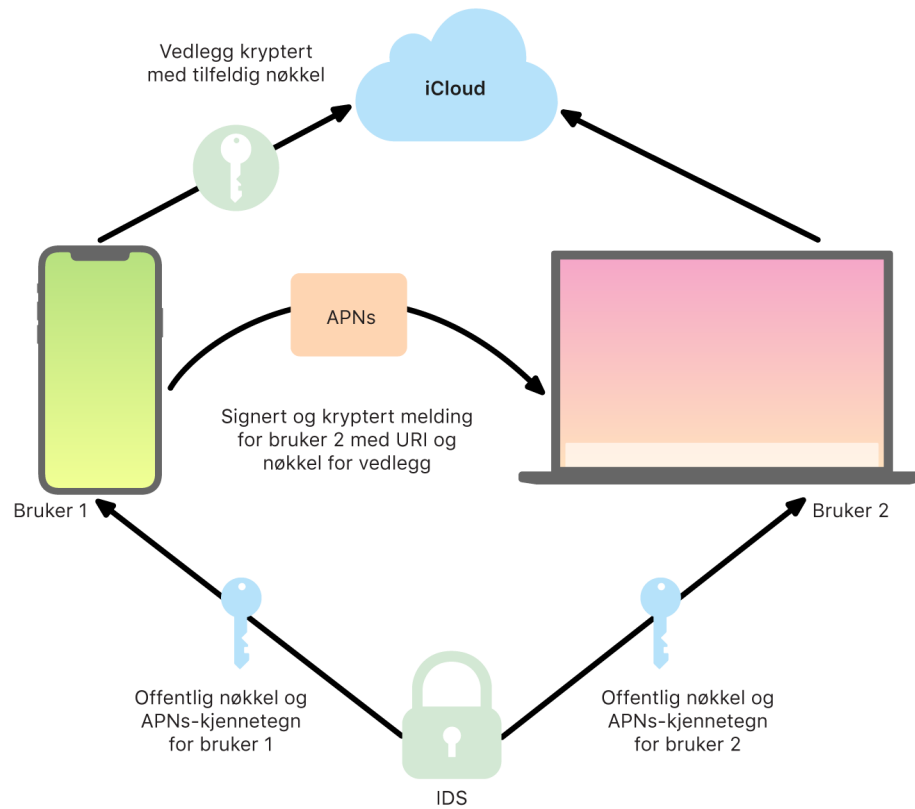 Vedlegg kryptert
med tilfeldig nøkkel
iCloud
APNs
Signert og kryptert melding
for bruker 2 med URI og
nøkkel for vedlegg
Bruker 1
Bruker 2
Offentlig nøkkel og
APNs-kjennetegn
for bruker 1
Offentlig nøkkel og
APNs-kjennetegn
for bruker 2
IDS